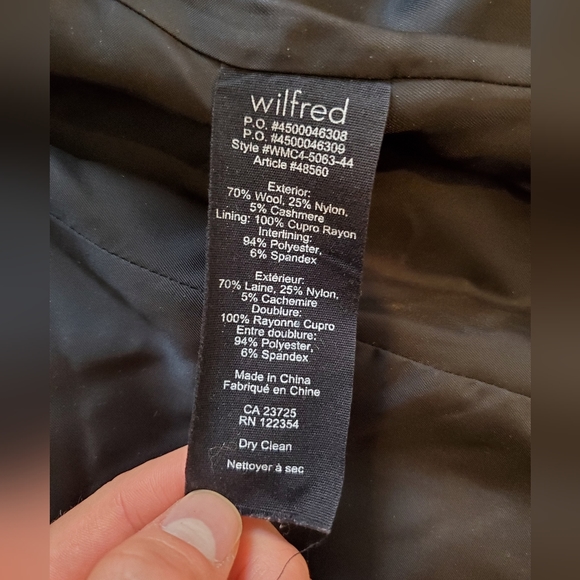 wilfred
P.O. #4500046308
P.O. #4500046309
Style #WMC4-5063-44
Article #48560
Exterior:
70% Wool, 25% Nylon,
5% Cashmere
Lining: 100% Cupro Rayon
Interlining:
94% Polyester,
6% Spandex
Extérieur:
70% Laine, 25% Nylon,
5% Cachemire
Doublure:
100% Rayonne Cupro
Entre doublure:
94% Polyester,
6% Spandex
Made in China
Fabriqué en Chine
CA 23725
RN 122354
Dry Clean
Nettoyer à sec